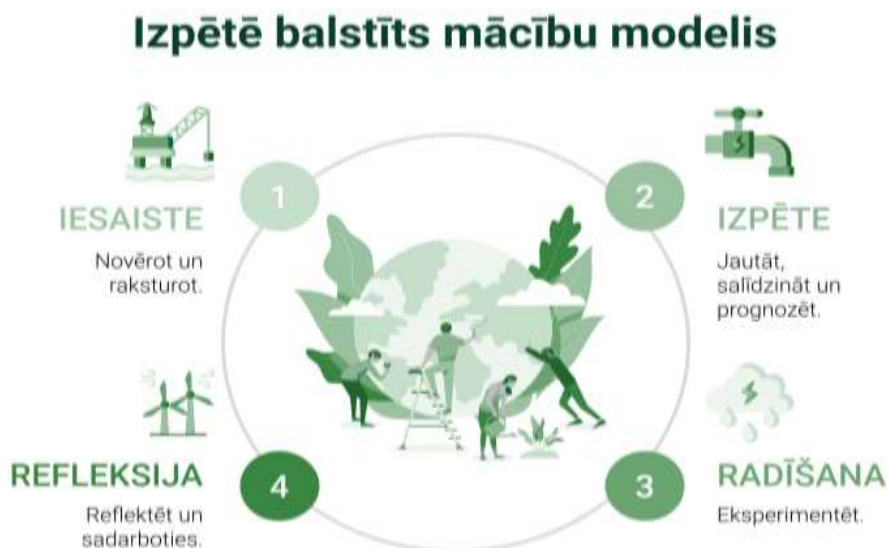 Izpētē balstīts mācību modelis
1
IESAISTE
Novērot un
raksturot.
2
IZPĒTE
Jautāt,
salīdzināt un
prognozēt.
3
RADĪŠANA
Eksperimentēt.
4
REFLEKSIJA
Reflektēt un
sadarboties.